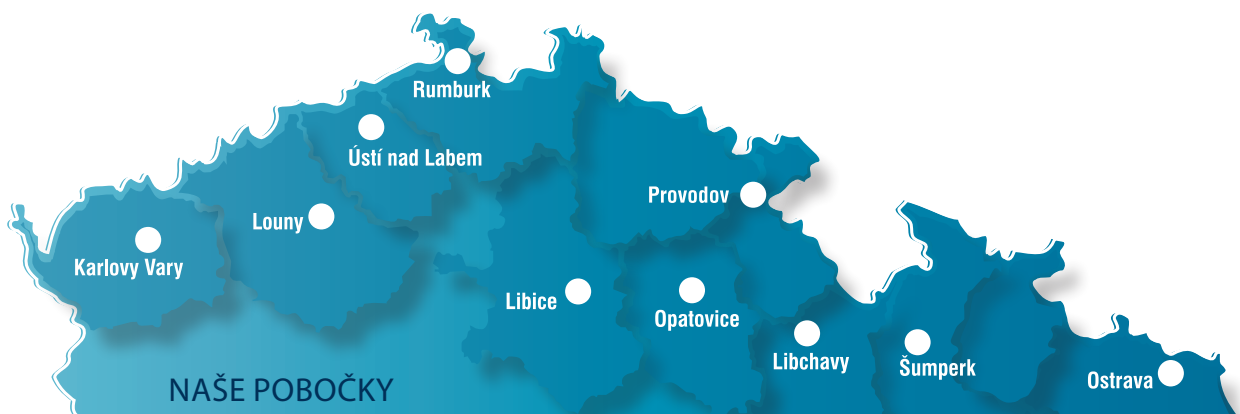 Rumburk
Ústí nad Labem
Provodov
Louny
Karlovy Vary
Libice
Opatovice
Libchavy
Šumperk
Ostrava
NAŠE POBOČKY